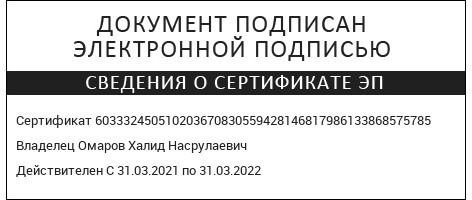 ДОКУМЕНТ ПОДПИСАН
ЭЛЕКТРОННОЙ ПОДПИСЬЮ
СВЕДЕНИЯ О СЕРТИФИКАТЕ ЭП
Сертификат 603332450510203670830559428146817986133868575785
Владелец Омаров Халид Насрулаевич
Действителен С 31.03.2021 по 31.03.2022